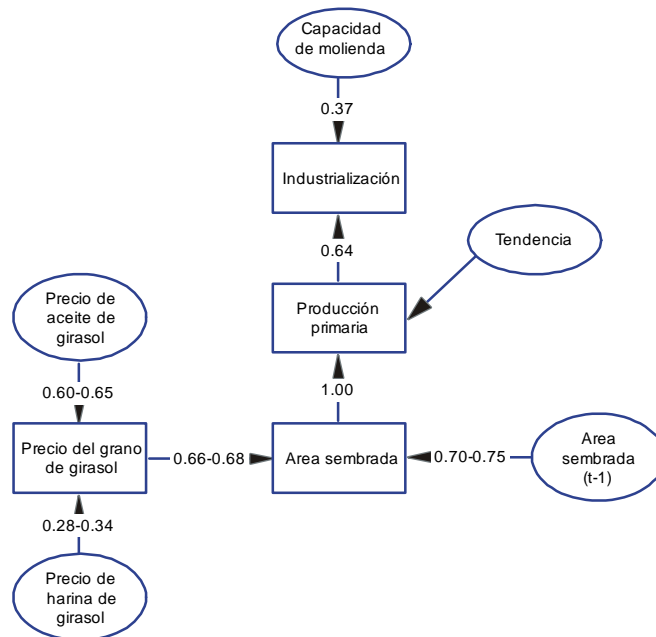 Capacidad
de molienda
0.37
Industrialización
0.64
Tendencia
Producción
primaria
Precio de
aceite de
girasol
1.00
0.60-0.65
Precio del grano
de girasol
0.66-0.68
Area sembrada
0.70-0.75
Area
sembrada
(t-1)
0.28-0.34
Precio de
harina de
girasol